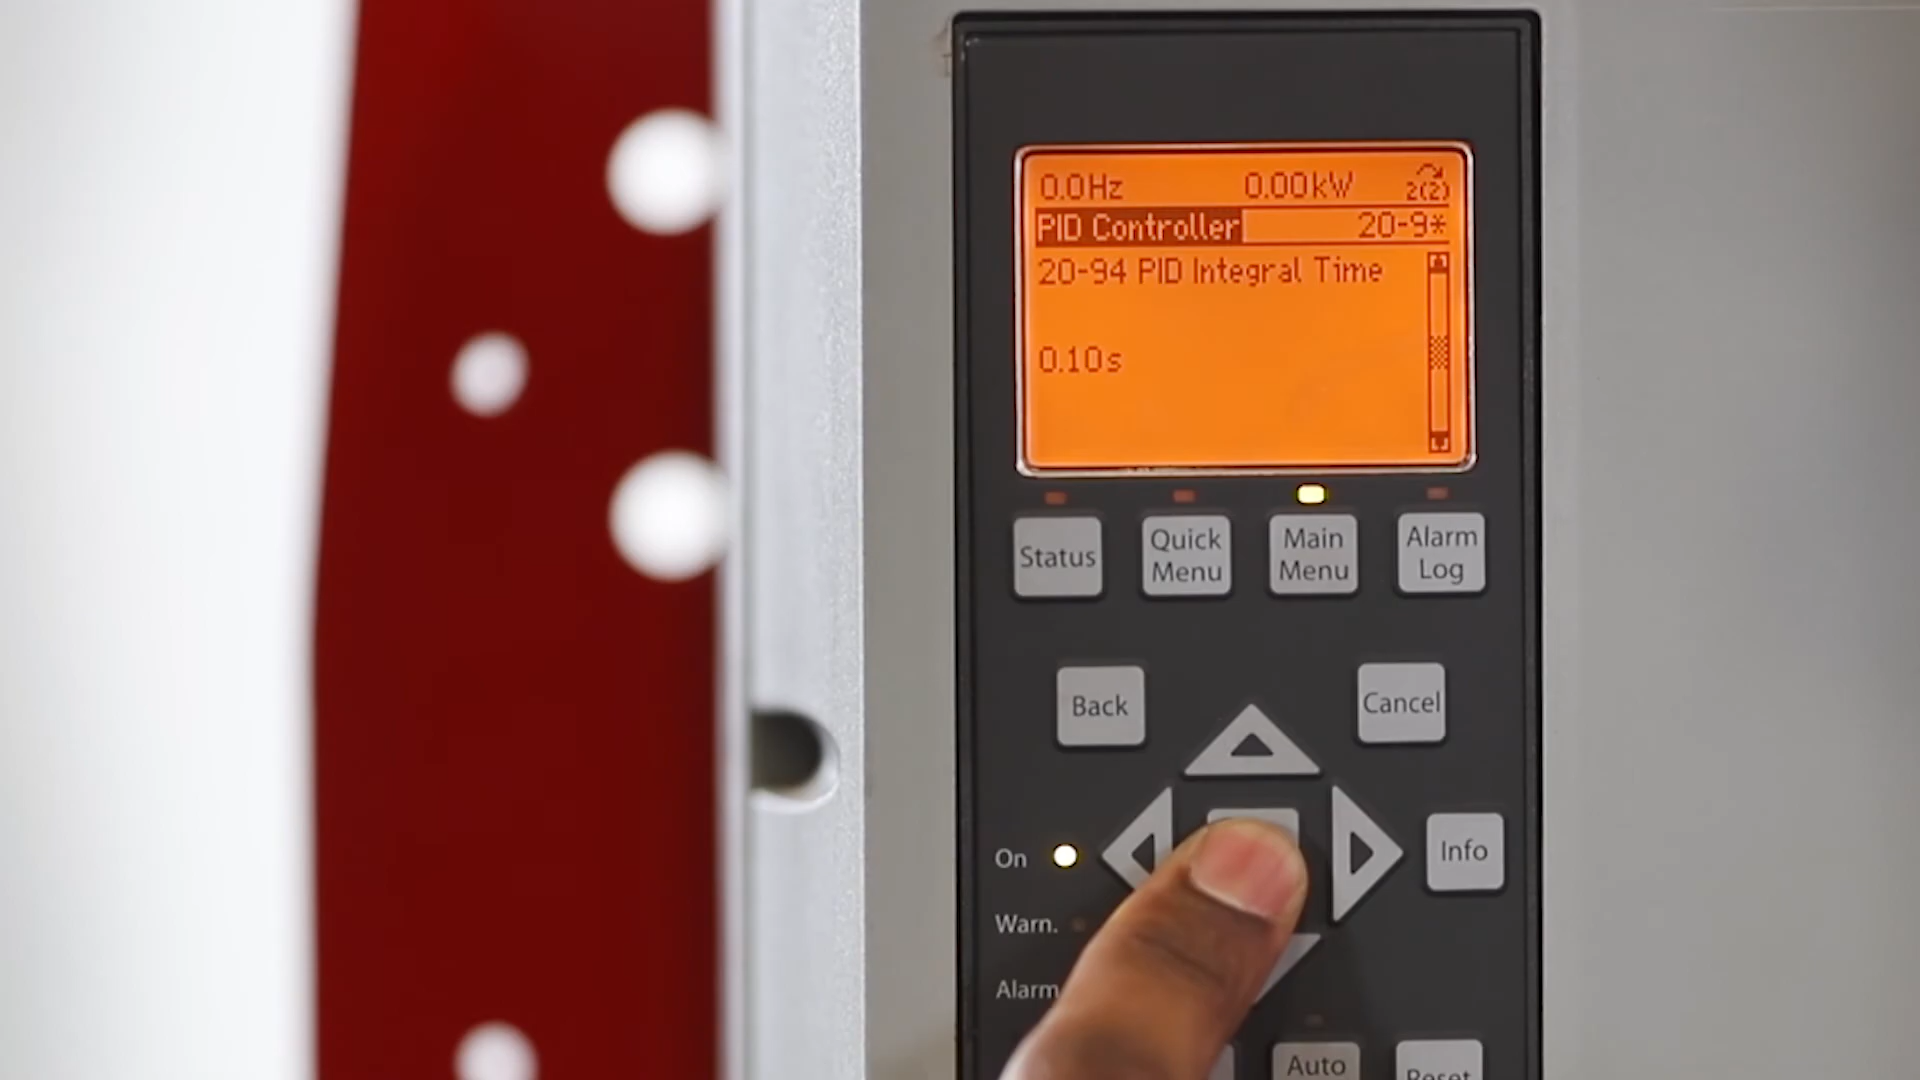 0.0Hz 0.00kW 2(2)
PID Controller 20-9*
20-94 PID Integral Time
0.10s
Status
Quick
Menu
Main
Menu
Alarm
Log
Back
Cancel
Info
On
Warn.
Alarm
Auto
Reset